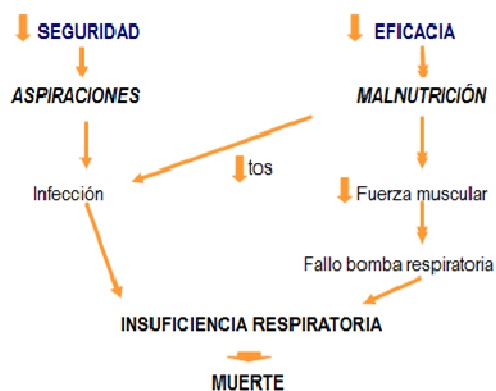 SEGURIDAD
EFICACIA
ASPIRACIONES
MALNUTRICIÓN
tos
Infección
Fuerza muscular
Fallo bomba respiratoria
INSUFICIENCIA RESPIRATORIA
MUERTE